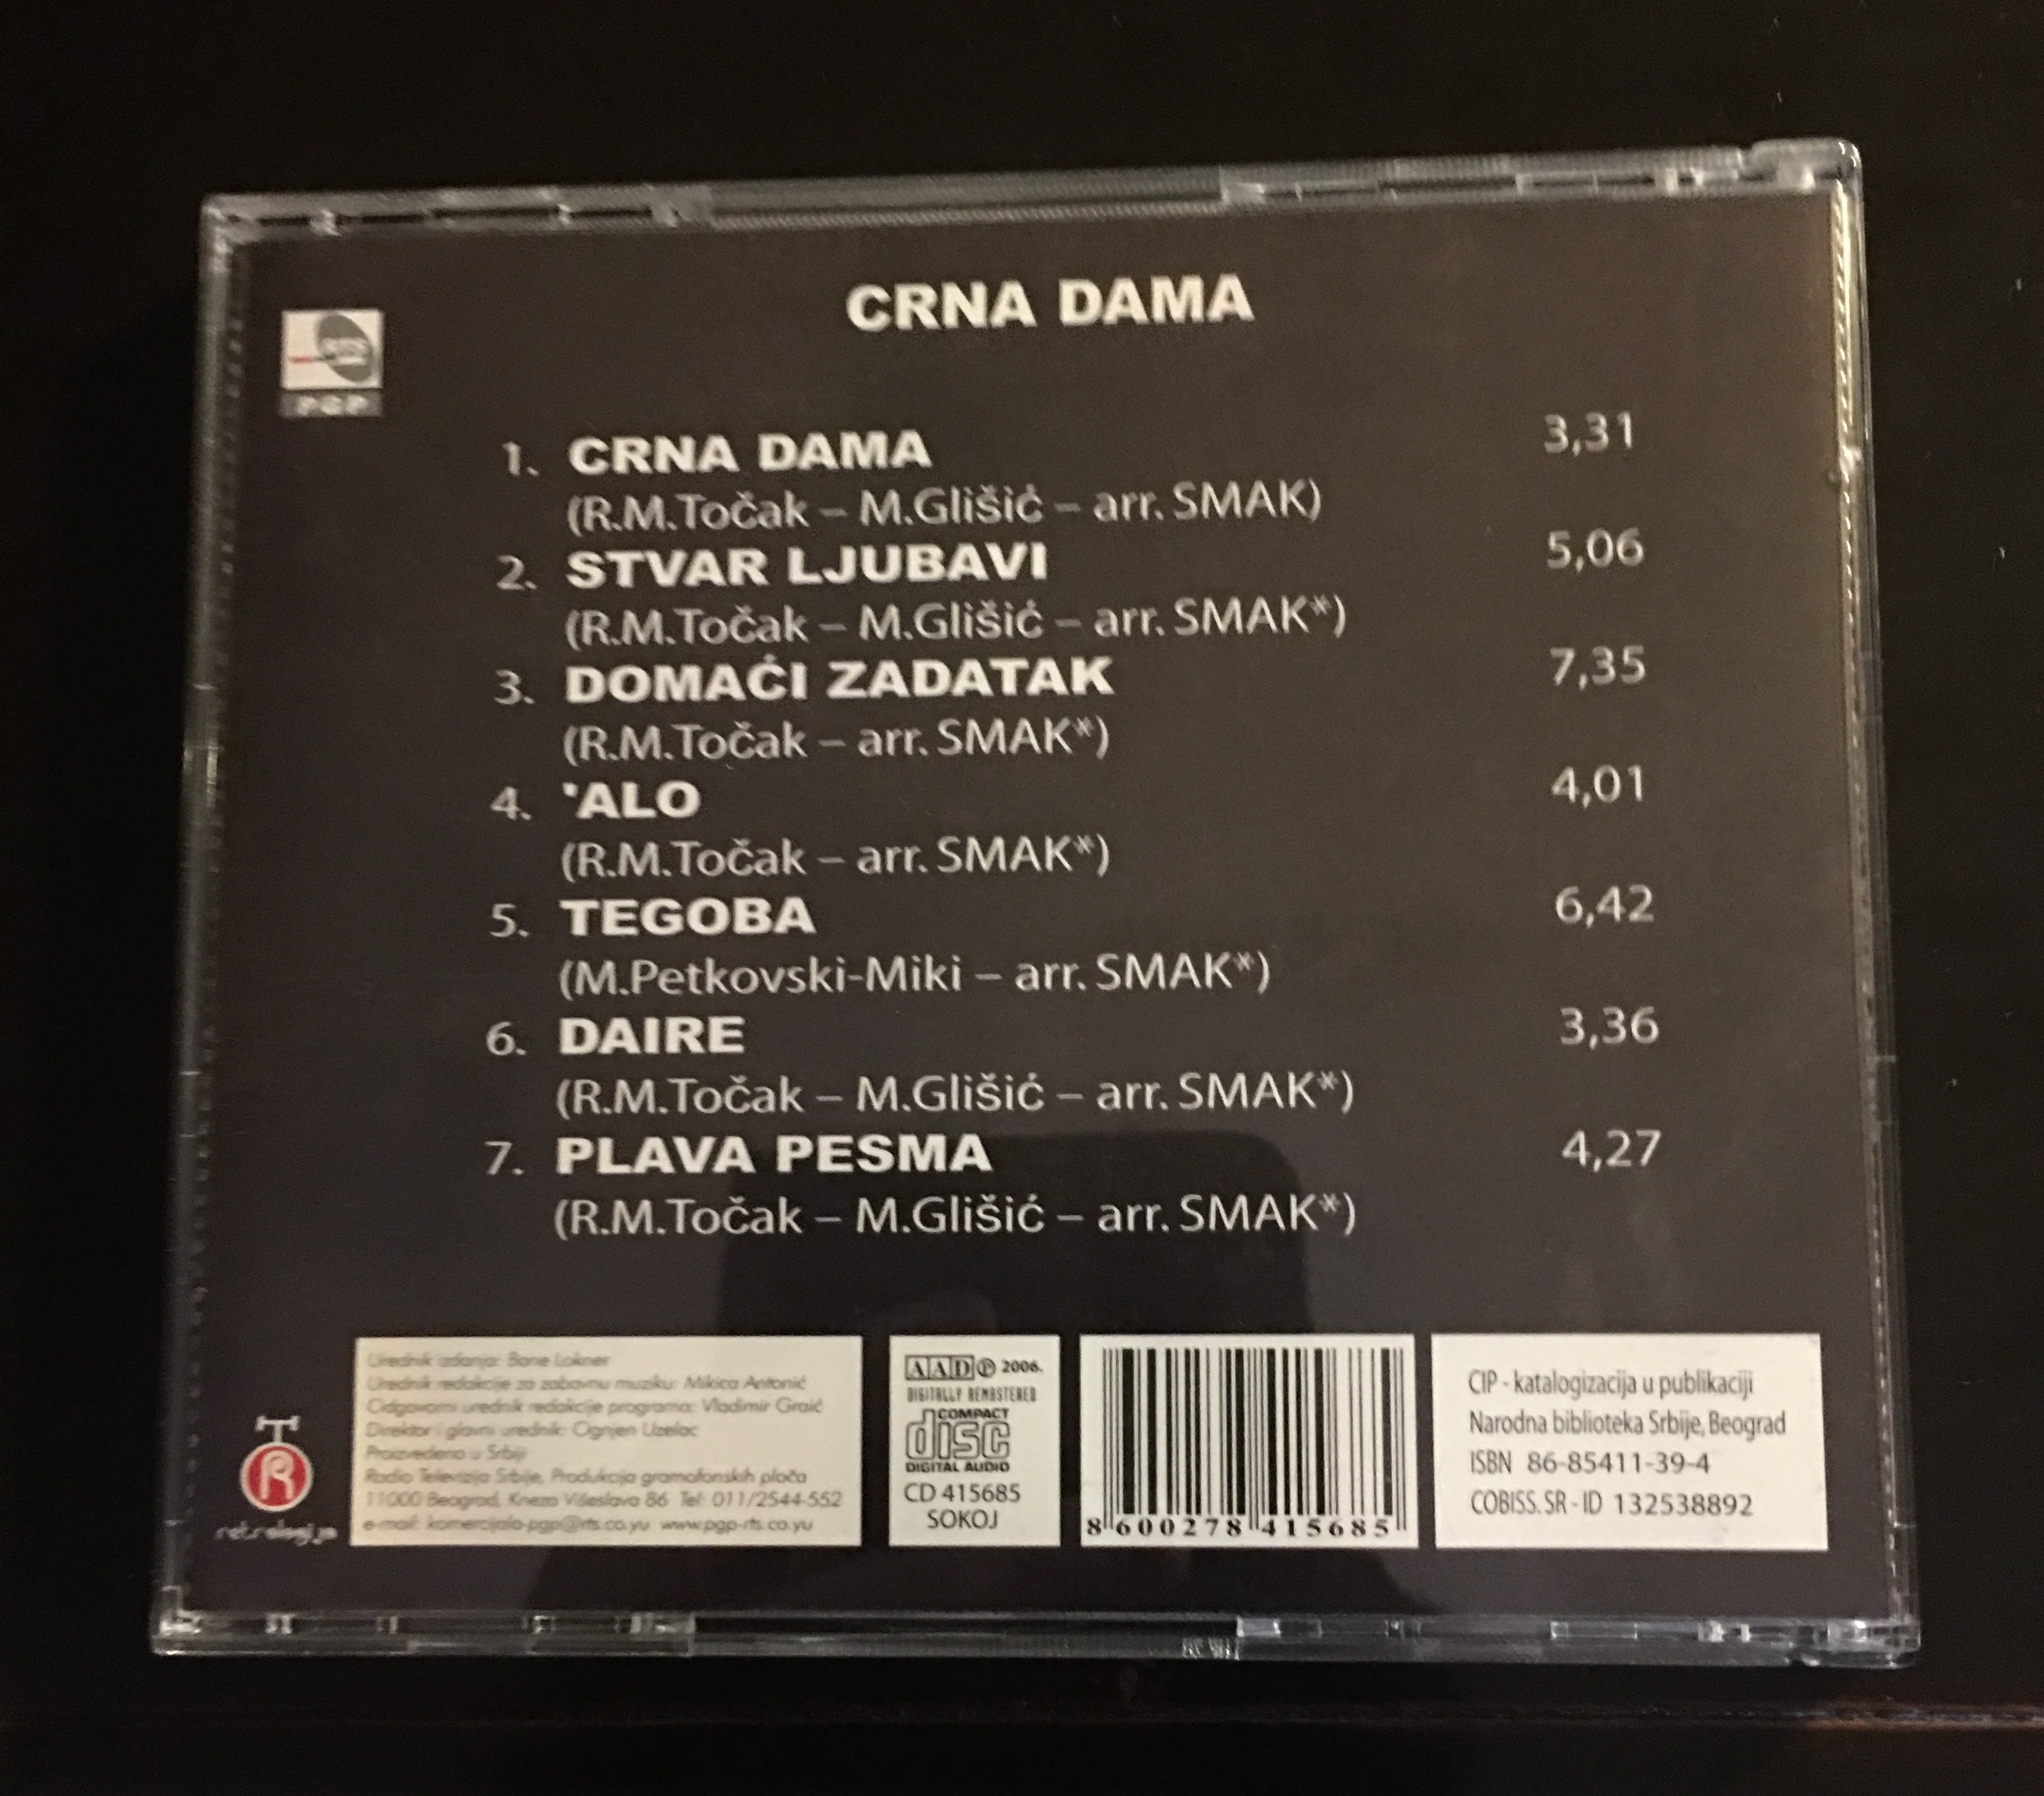 CRNA DAMA
PGP
1. CRNA DAMA 3,31
(R.M.Točak – M.Glišić – arr. SMAK)
2. STVAR LJUBAVI 5,06
(R.M.Točak – M.Glišić – arr. SMAK*)
3. DOMAĆI ZADATAK 7,35
(R.M.Točak – arr. SMAK*)
4. 'ALO 4,01
(R.M.Točak – arr. SMAK*)
5. TEGOBA 6,42
(M.Petkovski-Miki – arr. SMAK*)
6. DAIRE 3,36
(R.M.Točak – M.Glišić – arr. SMAK*)
7. PLAVA PESMA 4,27
(R.M.Točak – M.Glišić – arr. SMAK*)
R
retrologija
Urednik izdanja: Bane Lokner
Urednik redakcije za zabavnu muziku: Mikica Antonić
Odgovorni urednik redakcije programa: Vladimir Graić
Direktor i glavni urednik: Ognjen Uzelac
Proizvedeno u Srbiji
Radio Televizija Srbije, Produkcija gramofonskih ploča
11000 Beograd, Kneza Višeslava 86 Tel: 011/2544-552
e-mail: komercijala-pgp@rts.co.yu www.pgp-rts.co.yu
AAD ℗ 2006.
DIGITALLY REMASTERED
COMPACT
disc
DIGITAL AUDIO
CD 415685
SOKOJ
8 600278 415685
CIP - katalogizacija u publikaciji
Narodna biblioteka Srbije, Beograd
ISBN 86-85411-39-4
COBISS.SR - ID 132538892